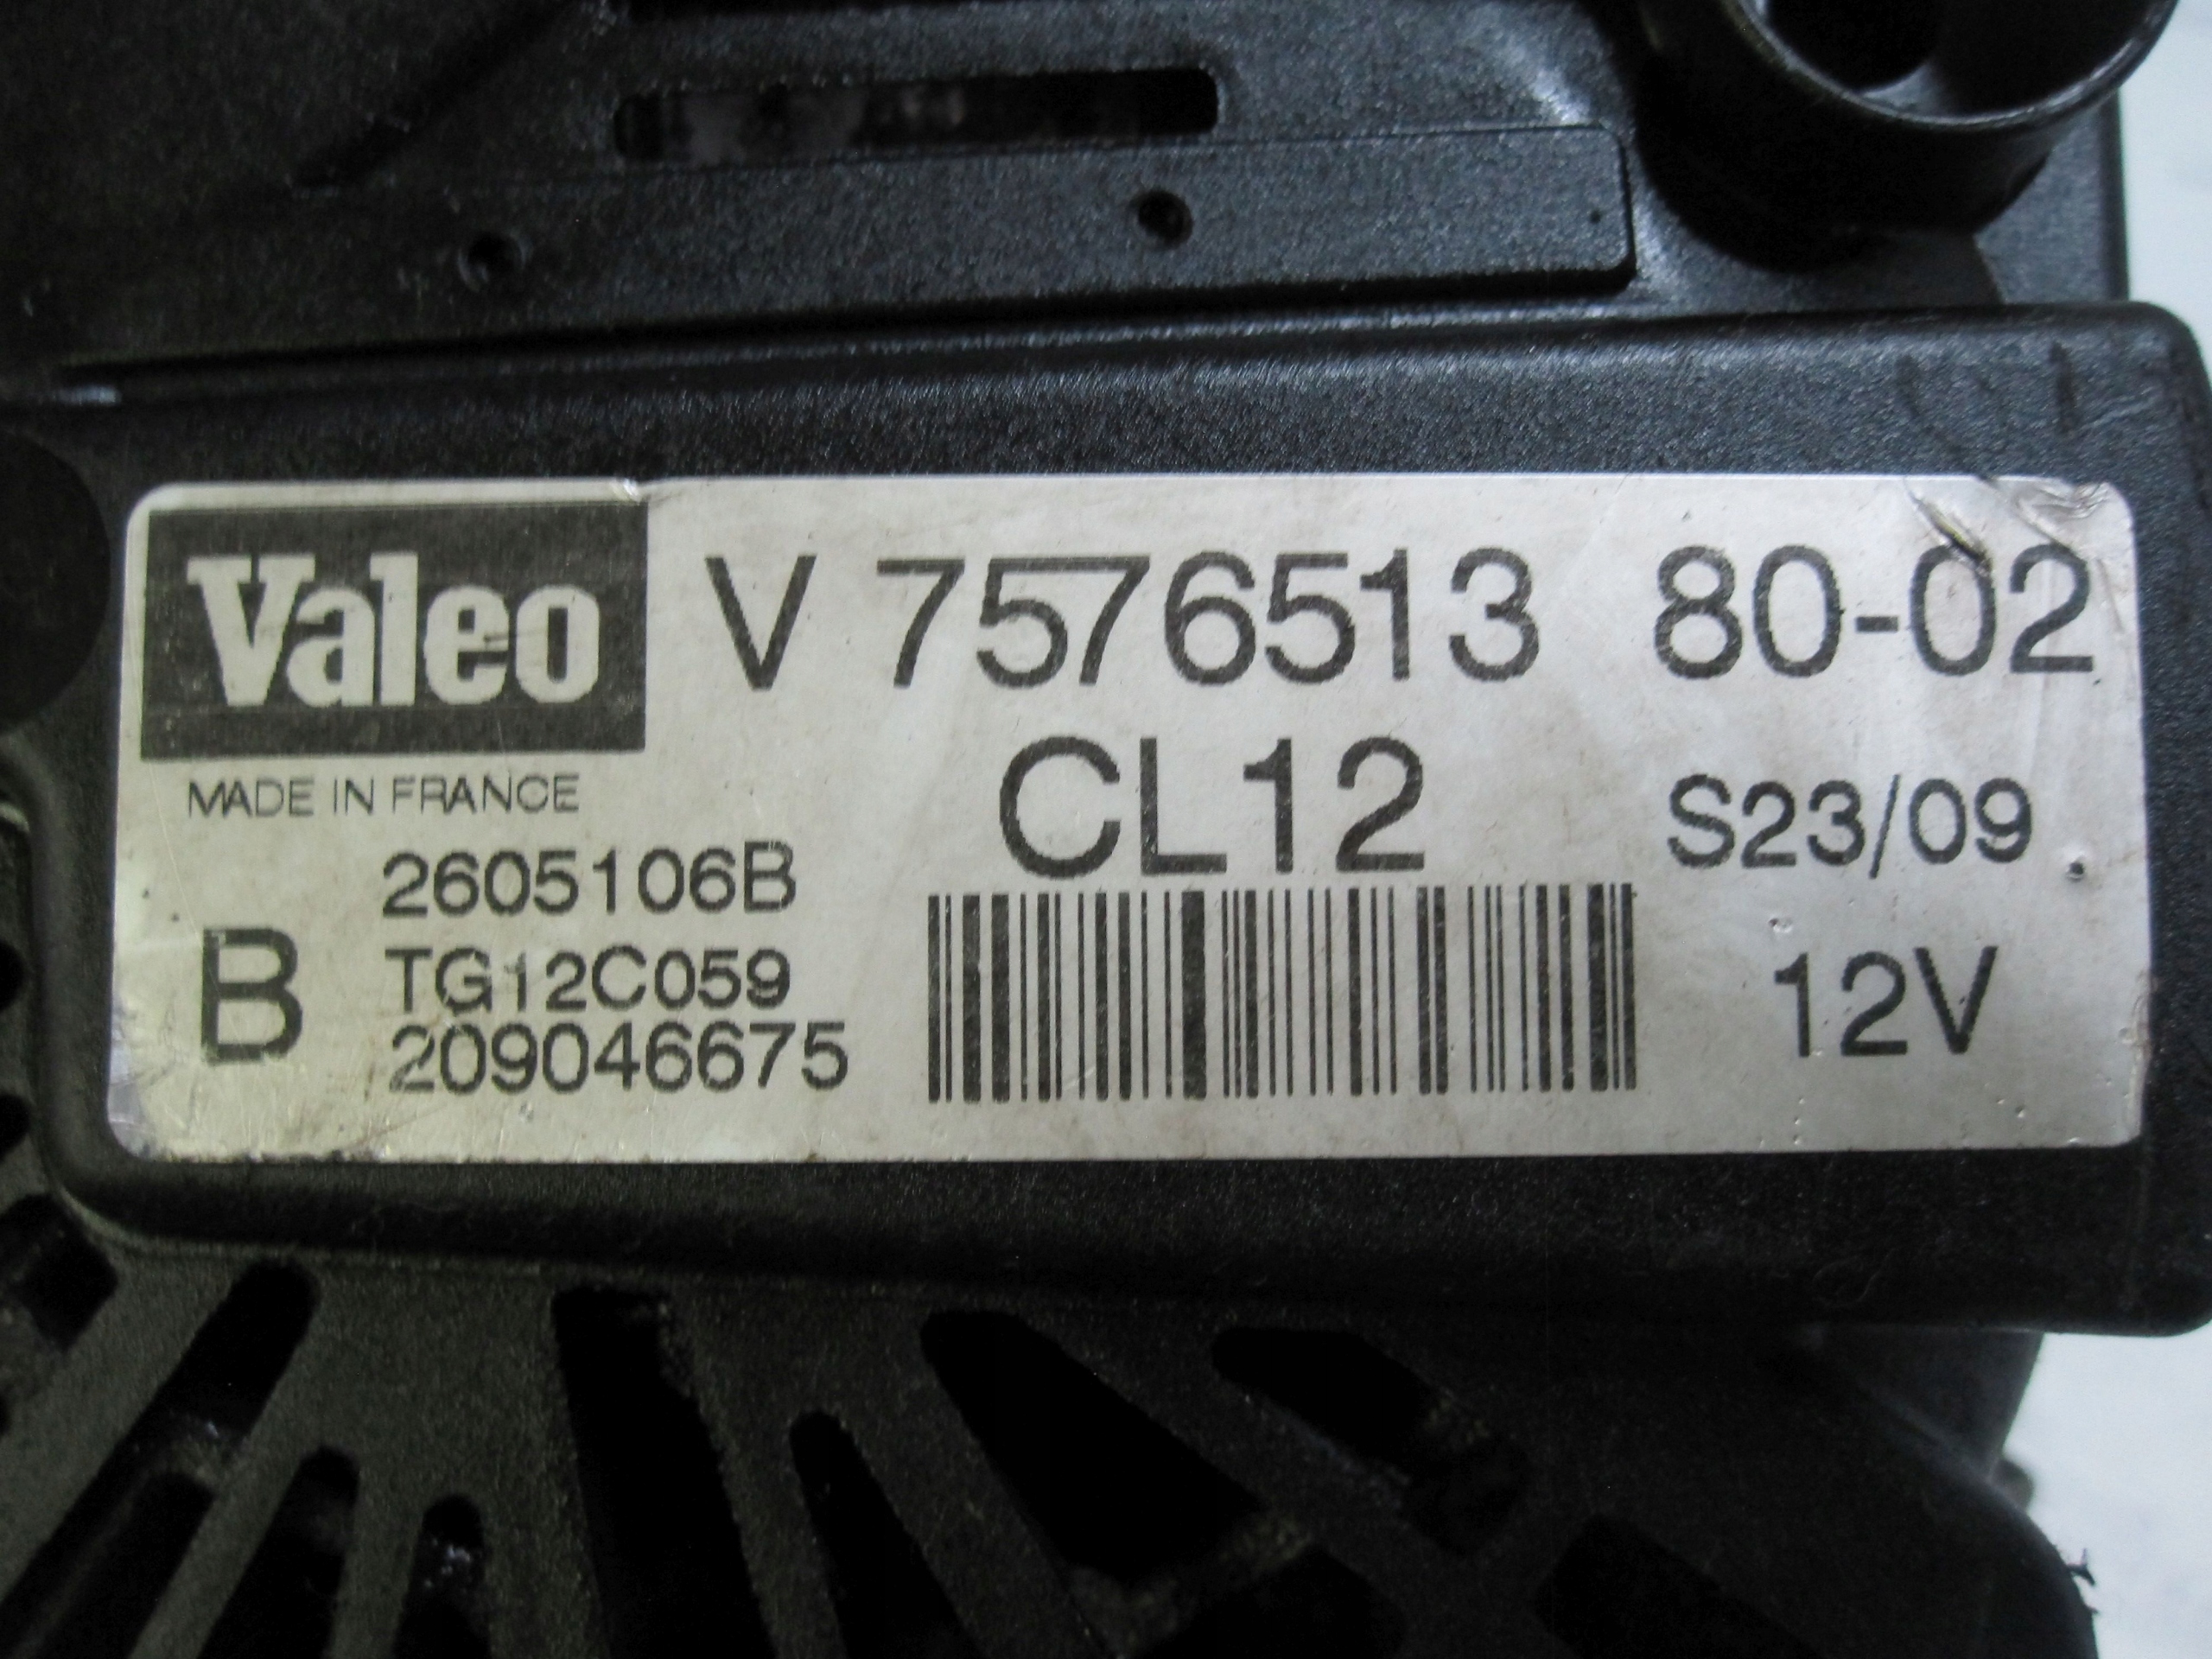 Valeo V 7576513 80-02
MADE IN FRANCE
CL12 S23/09
2605106B
B TG12C059
209046675
12V